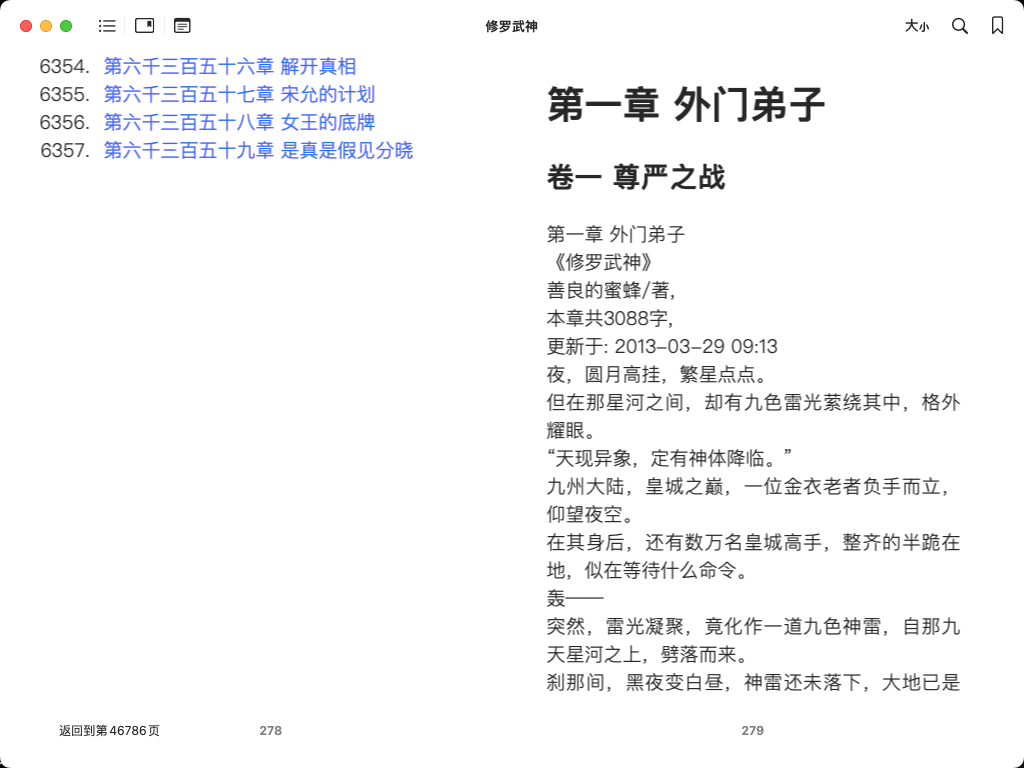 修罗武神
大小
6354. 第六千三百五十六章 解开真相
6355. 第六千三百五十七章 宋允的计划
6356. 第六千三百五十八章 女王的底牌
6357. 第六千三百五十九章 是真是假见分晓
返回到第46786页
278
第一章 外门弟子
卷一 尊严之战
第一章 外门弟子
《修罗武神》
善良的蜜蜂/著,
本章共3088字,
更新于: 2013-03-29 09:13
夜，圆月高挂，繁星点点。
但在那星河之间，却有九色雷光萦绕其中，格外
耀眼。
“天现异象，定有神体降临。”
九州大陆，皇城之巅，一位金衣老者负手而立，
仰望夜空。
在其身后，还有数万名皇城高手，整齐的半跪在
地，似在等待什么命令。
轰——
突然，雷光凝聚，竟化作一道九色神雷，自那九
天星河之上，劈落而来。
刹那间，黑夜变白昼，神雷还未落下，大地已是
279